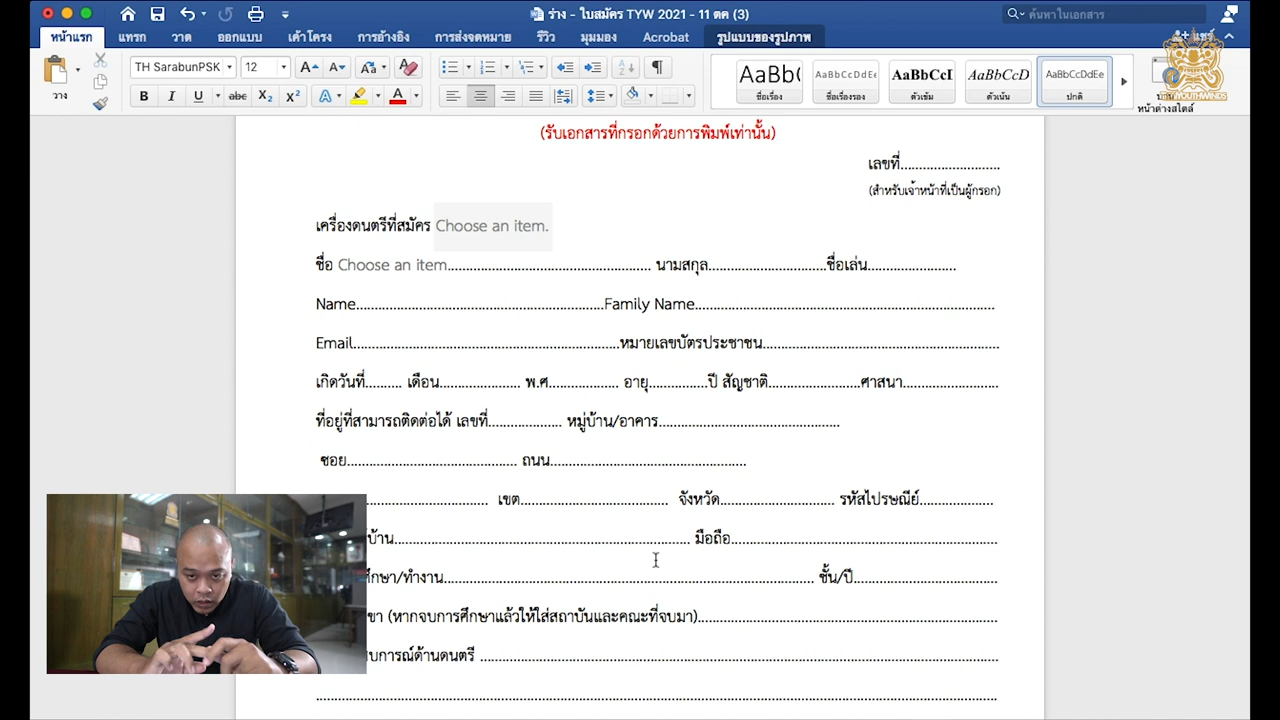 ร่าง - ใบสมัคร TYW 2021 - 11 ตค (3)
ค้นหาในเอกสาร
หน้าแรก แทรก วาด ออกแบบ เค้าโครง การอ้างอิง การส่งจดหมาย รีวิว มุมมอง Acrobat รูปแบบของรูปภาพ
วาง TH SarabunPSK 12
AaBbCcDdEe AaBbCcDdEe
ชื่อเรื่อง ชื่อเรื่องรอง ตัวเข้ม ตัวเน้น ปกติ
หน้าต่างสไตล์
YOUTHWINDS
(รับเอกสารที่กรอกด้วยการพิมพ์เท่านั้น)
เลขที่...........................
(สำหรับเจ้าหน้าที่เป็นผู้กรอก)
เครื่องดนตรีที่สมัคร Choose an item.
ชื่อ Choose an item....................................................... นามสกุล...............................ชื่อเล่น........................
Name..................................................................Family Name................................................................................
Email.......................................................................หมายเลขบัตรประชาชน...............................................................
เกิดวันที่.......... เดือน...................... พ.ศ................... อายุ................ปี สัญชาติ.........................ศาสนา..........................
ที่อยู่ที่สามารถติดต่อได้ เลขที่.................... หมู่บ้าน/อาคาร.................................................
ซอย.............................................. ถนน.....................................................
................................. เขต........................................ จังหวัด............................... รหัสไปรษณีย์....................
บ้าน................................................................................ มือถือ........................................................................
ศึกษา/ทำงาน.................................................................................................... ชั้น/ปี.......................................
ขา (หากจบการศึกษาแล้วให้ใส่สถาบันและคณะที่จบมา)................................................................................
บการณ์ด้านดนตรี ............................................................................................................................................